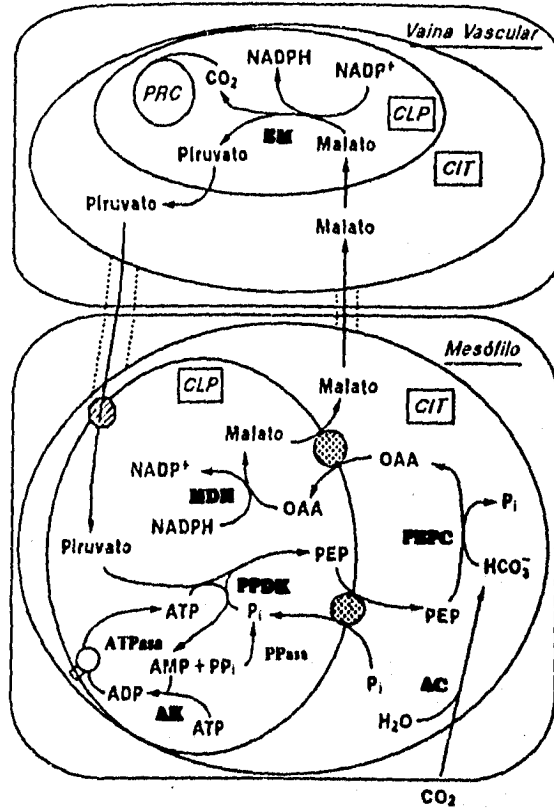 Vaina Vascular
NADPH
NADP+
PRC
CO2
CLP
EM
Piruvato
Malato
CIT
Piruvato
Malato
Mesófilo
CLP
Malato
CIT
Malato
NADP+
OAA
MDH
NADPH
OAA
Pi
PEPC
Piruvato
PEP
HCO3-
PPDK
ATP
Pi
PEP
ATPasa
AMP + PPi
PPasa
Pi
AC
ADP
AK
ATP
H2O
CO2